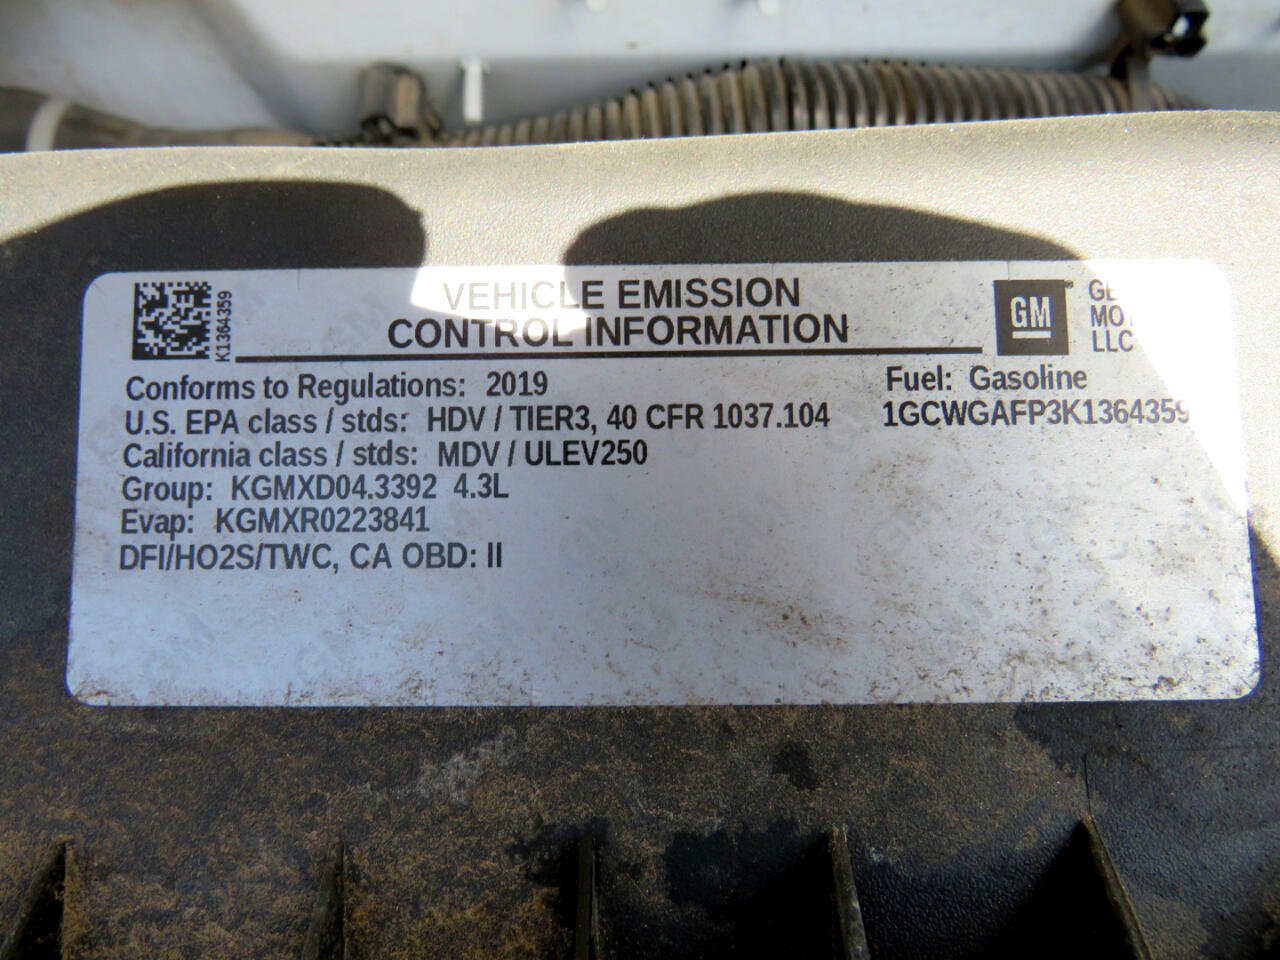 K1364359
VEHICLE EMISSION
CONTROL INFORMATION
GM
LLC
Conforms to Regulations: 2019
Fuel: Gasoline
U.S. EPA class / stds: HDV / TIER3, 40 CFR 1037.104
1GCWGAFP3K1364359
California class / stds: MDV / ULEV250
Group: KGMXD04.3392 4.3L
Evap: KGMXR0223841
DFI/HO2S/TWC, CA OBD: II